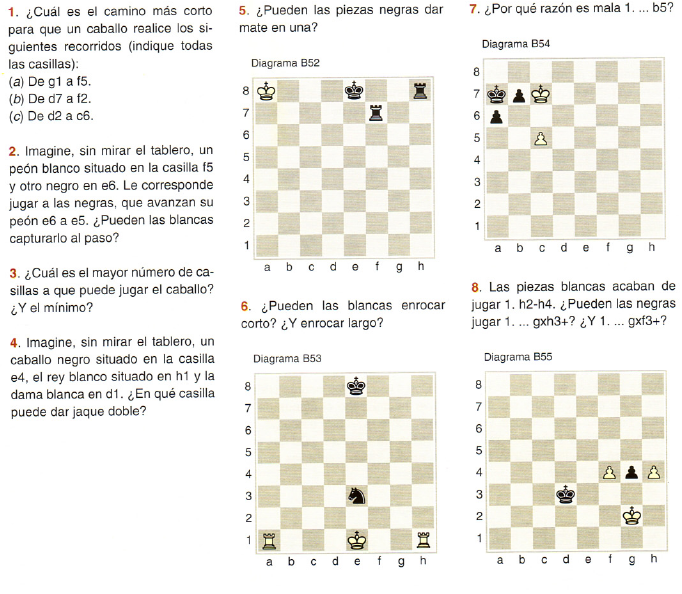 1. ¿Cuál es el camino más corto
para que un caballo realice los si-
guientes recorridos (indique todas
las casillas):
(a) De g1 a f5.
(b) De d7 a f2.
(c) De d2 a c6.
2. Imagine, sin mirar el tablero, un
peón blanco situado en la casilla f5
y otro negro en e6. Le corresponde
jugar a las negras, que avanzan su
peón e6 a e5. ¿Pueden las blancas
capturarlo al paso?
3. ¿Cuál es el mayor número de ca-
sillas a que puede jugar el caballo?
¿Y el mínimo?
4. Imagine, sin mirar el tablero, un
caballo negro situado en la casilla
e4, el rey blanco situado en h1 y la
dama blanca en d1. ¿En qué casilla
puede dar jaque doble?
5. ¿Pueden las piezas negras dar
mate en una?
Diagrama B52
8
7
6
5
4
3
2
1
a b c d e f g h
6. ¿Pueden las blancas enrocar
corto? ¿Y enrocar largo?
Diagrama B53
8
7
6
5
4
3
2
1
a b c d e f g h
7. ¿Por qué razón es mala 1. ... b5?
Diagrama B54
8
7
6
5
4
3
2
1
a b c d e f g h
8. Las piezas blancas acaban de
jugar 1. h2-h4. ¿Pueden las negras
jugar 1. ... gxh3+? ¿Y 1. ... gxf3+?
Diagrama B55
8
7
6
5
4
3
2
1
a b c d e f g h